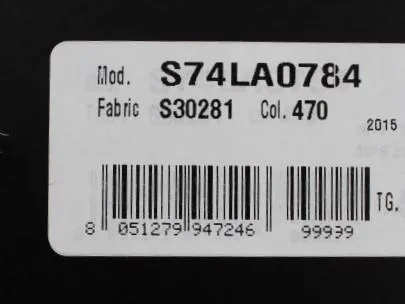 Mod. S74LA0784
Fabric S30281 Col. 470
2015
TG.
8 051279 947246 99999